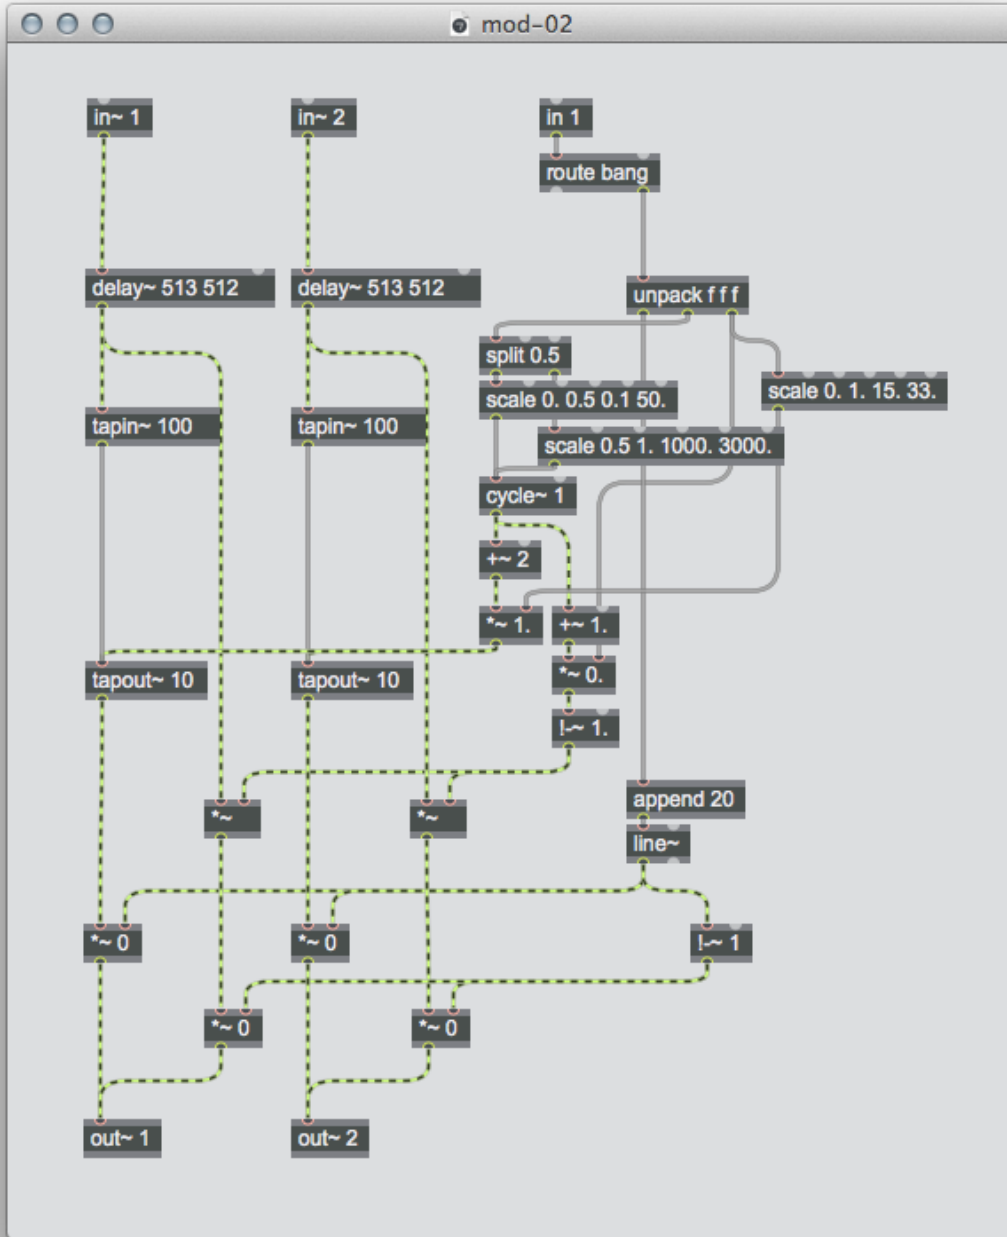 mod-02
in~ 1
in~ 2
in 1
route bang
delay~ 513 512
delay~ 513 512
unpack f f f
split 0.5
scale 0. 1. 15. 33.
scale 0. 0.5 0.1 50.
tapin~ 100
tapin~ 100
scale 0.5 1. 1000. 3000.
cycle~ 1
+~ 2
*~ 1.
+~ 1.
tapout~ 10
tapout~ 10
*~ 0.
!-~ 1.
append 20
*~
*~
line~
*~ 0
*~ 0
!-~ 1
*~ 0
*~ 0
out~ 1
out~ 2